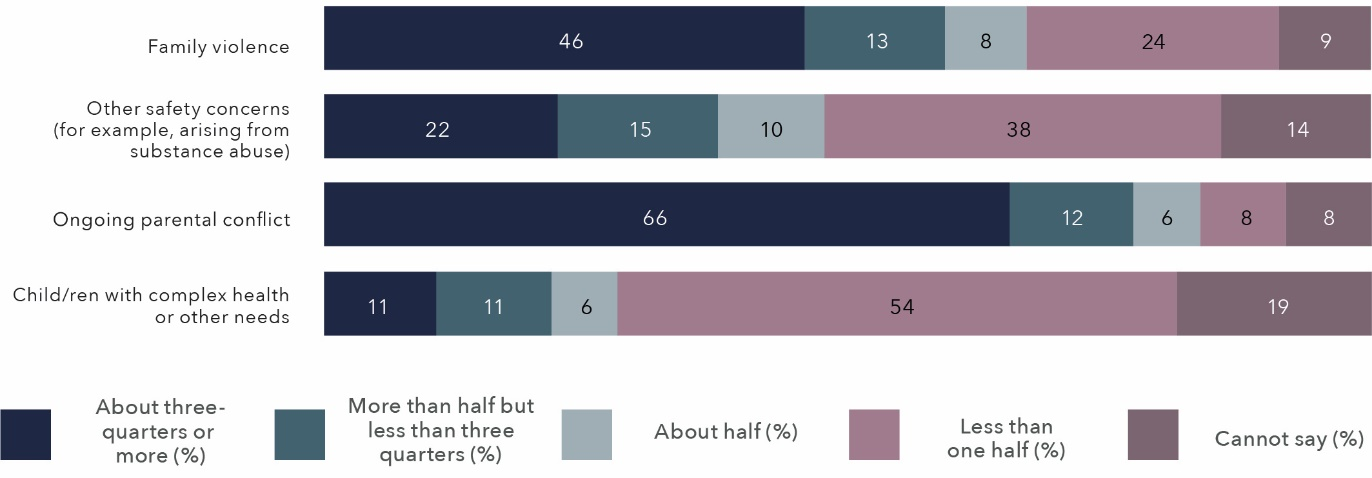 Family violence
46 13 8 24 9
Other safety concerns
(for example, arising from
substance abuse)
22 15 10 38 14
Ongoing parental conflict
66 12 6 8 8
Child/ren with complex health
or other needs
11 11 6 54 19
About three-
quarters or
more (%)
More than half but
less than three
quarters (%)
About half (%)
Less than
one half (%)
Cannot say (%)